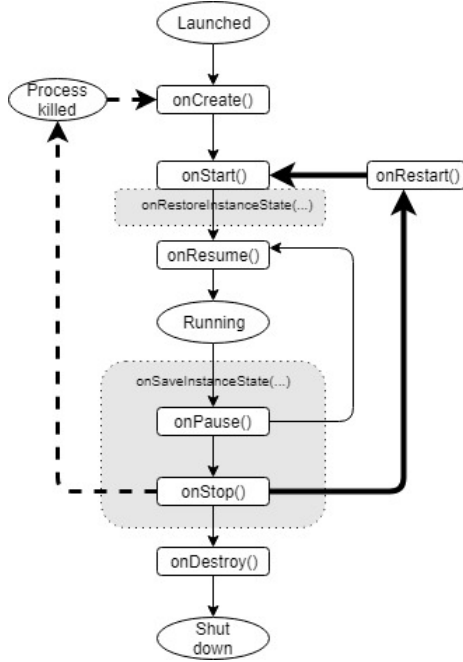 Launched
Process
killed
onCreate()
onStart()
onRestart()
onRestoreInstanceState(...)
onResume()
Running
onSaveInstanceState(...)
onPause()
onStop()
onDestroy()
Shut
down